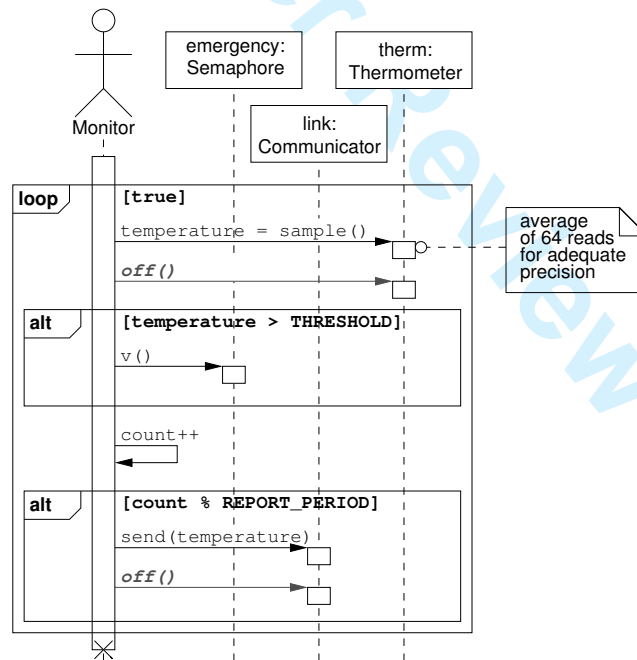 emergency:
Semaphore
therm:
Thermometer
link:
Communicator
Monitor
loop
[true]
temperature = sample()
average
of 64 reads
for adequate
precision
off()
alt
[temperature > THRESHOLD]
v()
count++
alt
[count % REPORT_PERIOD]
send(temperature)
off()
Review